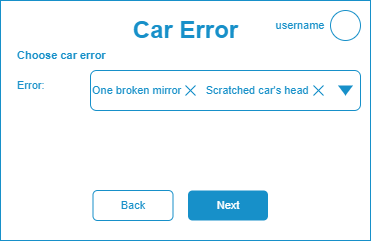 Car Error
username
Choose car error
Error:
One broken mirror
Scratched car's head
Back
Next